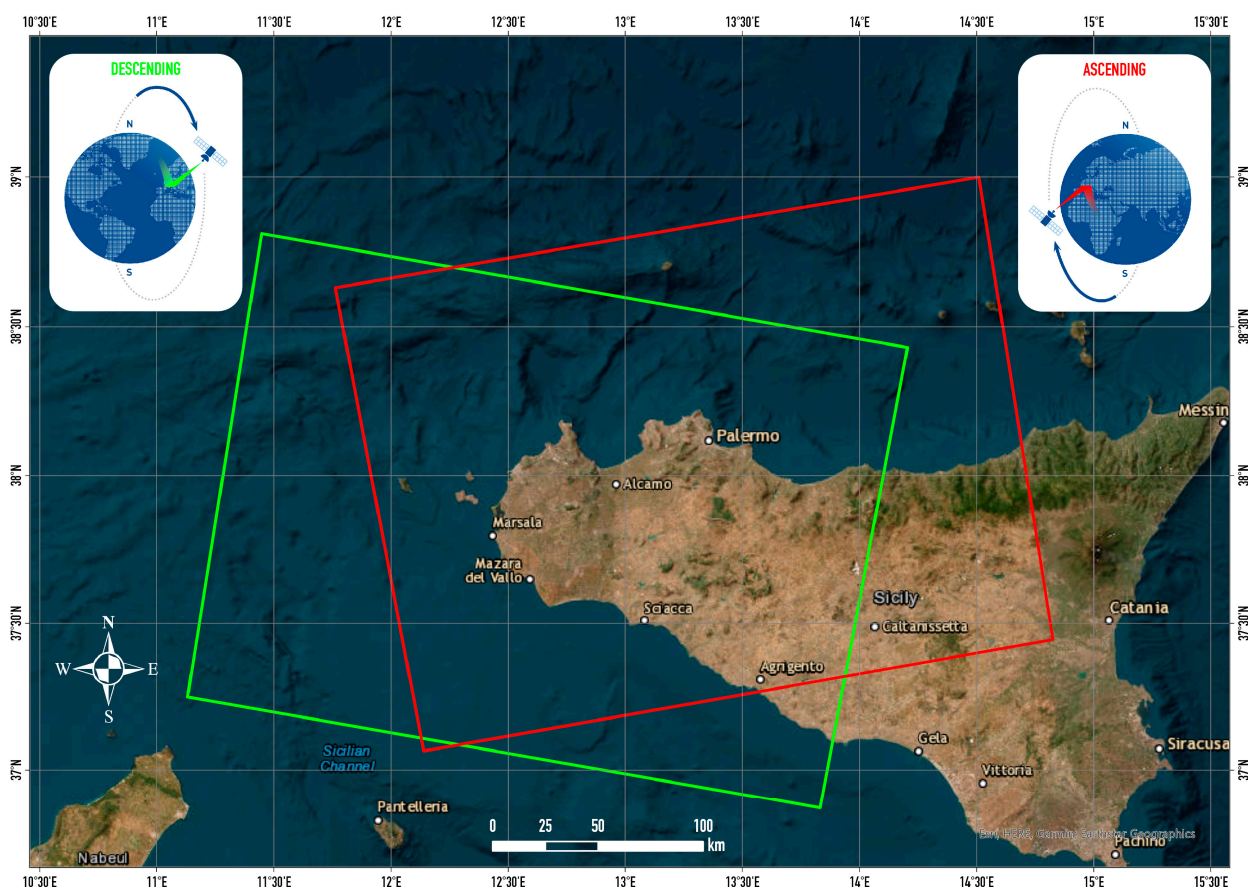 10°30'E 11°E 11°30'E 12°E 12°30'E 13°E 13°30'E 14°E 14°30'E 15°E 15°30'E
DESCENDING
N
S
ASCENDING
N
S
39°N 39°N
38°30'N 38°30'N
Messin
Palermo
38°N 38°N
Alcamo
Marsala
Mazara
del Vallo
Sicily
Sciacca
Catania
37°30'N 37°30'N
Caltanissetta
N
W E
S
Agrigento
Gela
Siracusa
Sicilian
Channel
37°N 37°N
Vittoria
Pantelleria
0 25 50 100
km
Esri, HERE, Garmin, Earthstar Geographics
Pachino
Nabeul
10°30'E 11°E 11°30'E 12°E 12°30'E 13°E 13°30'E 14°E 14°30'E 15°E 15°30'E